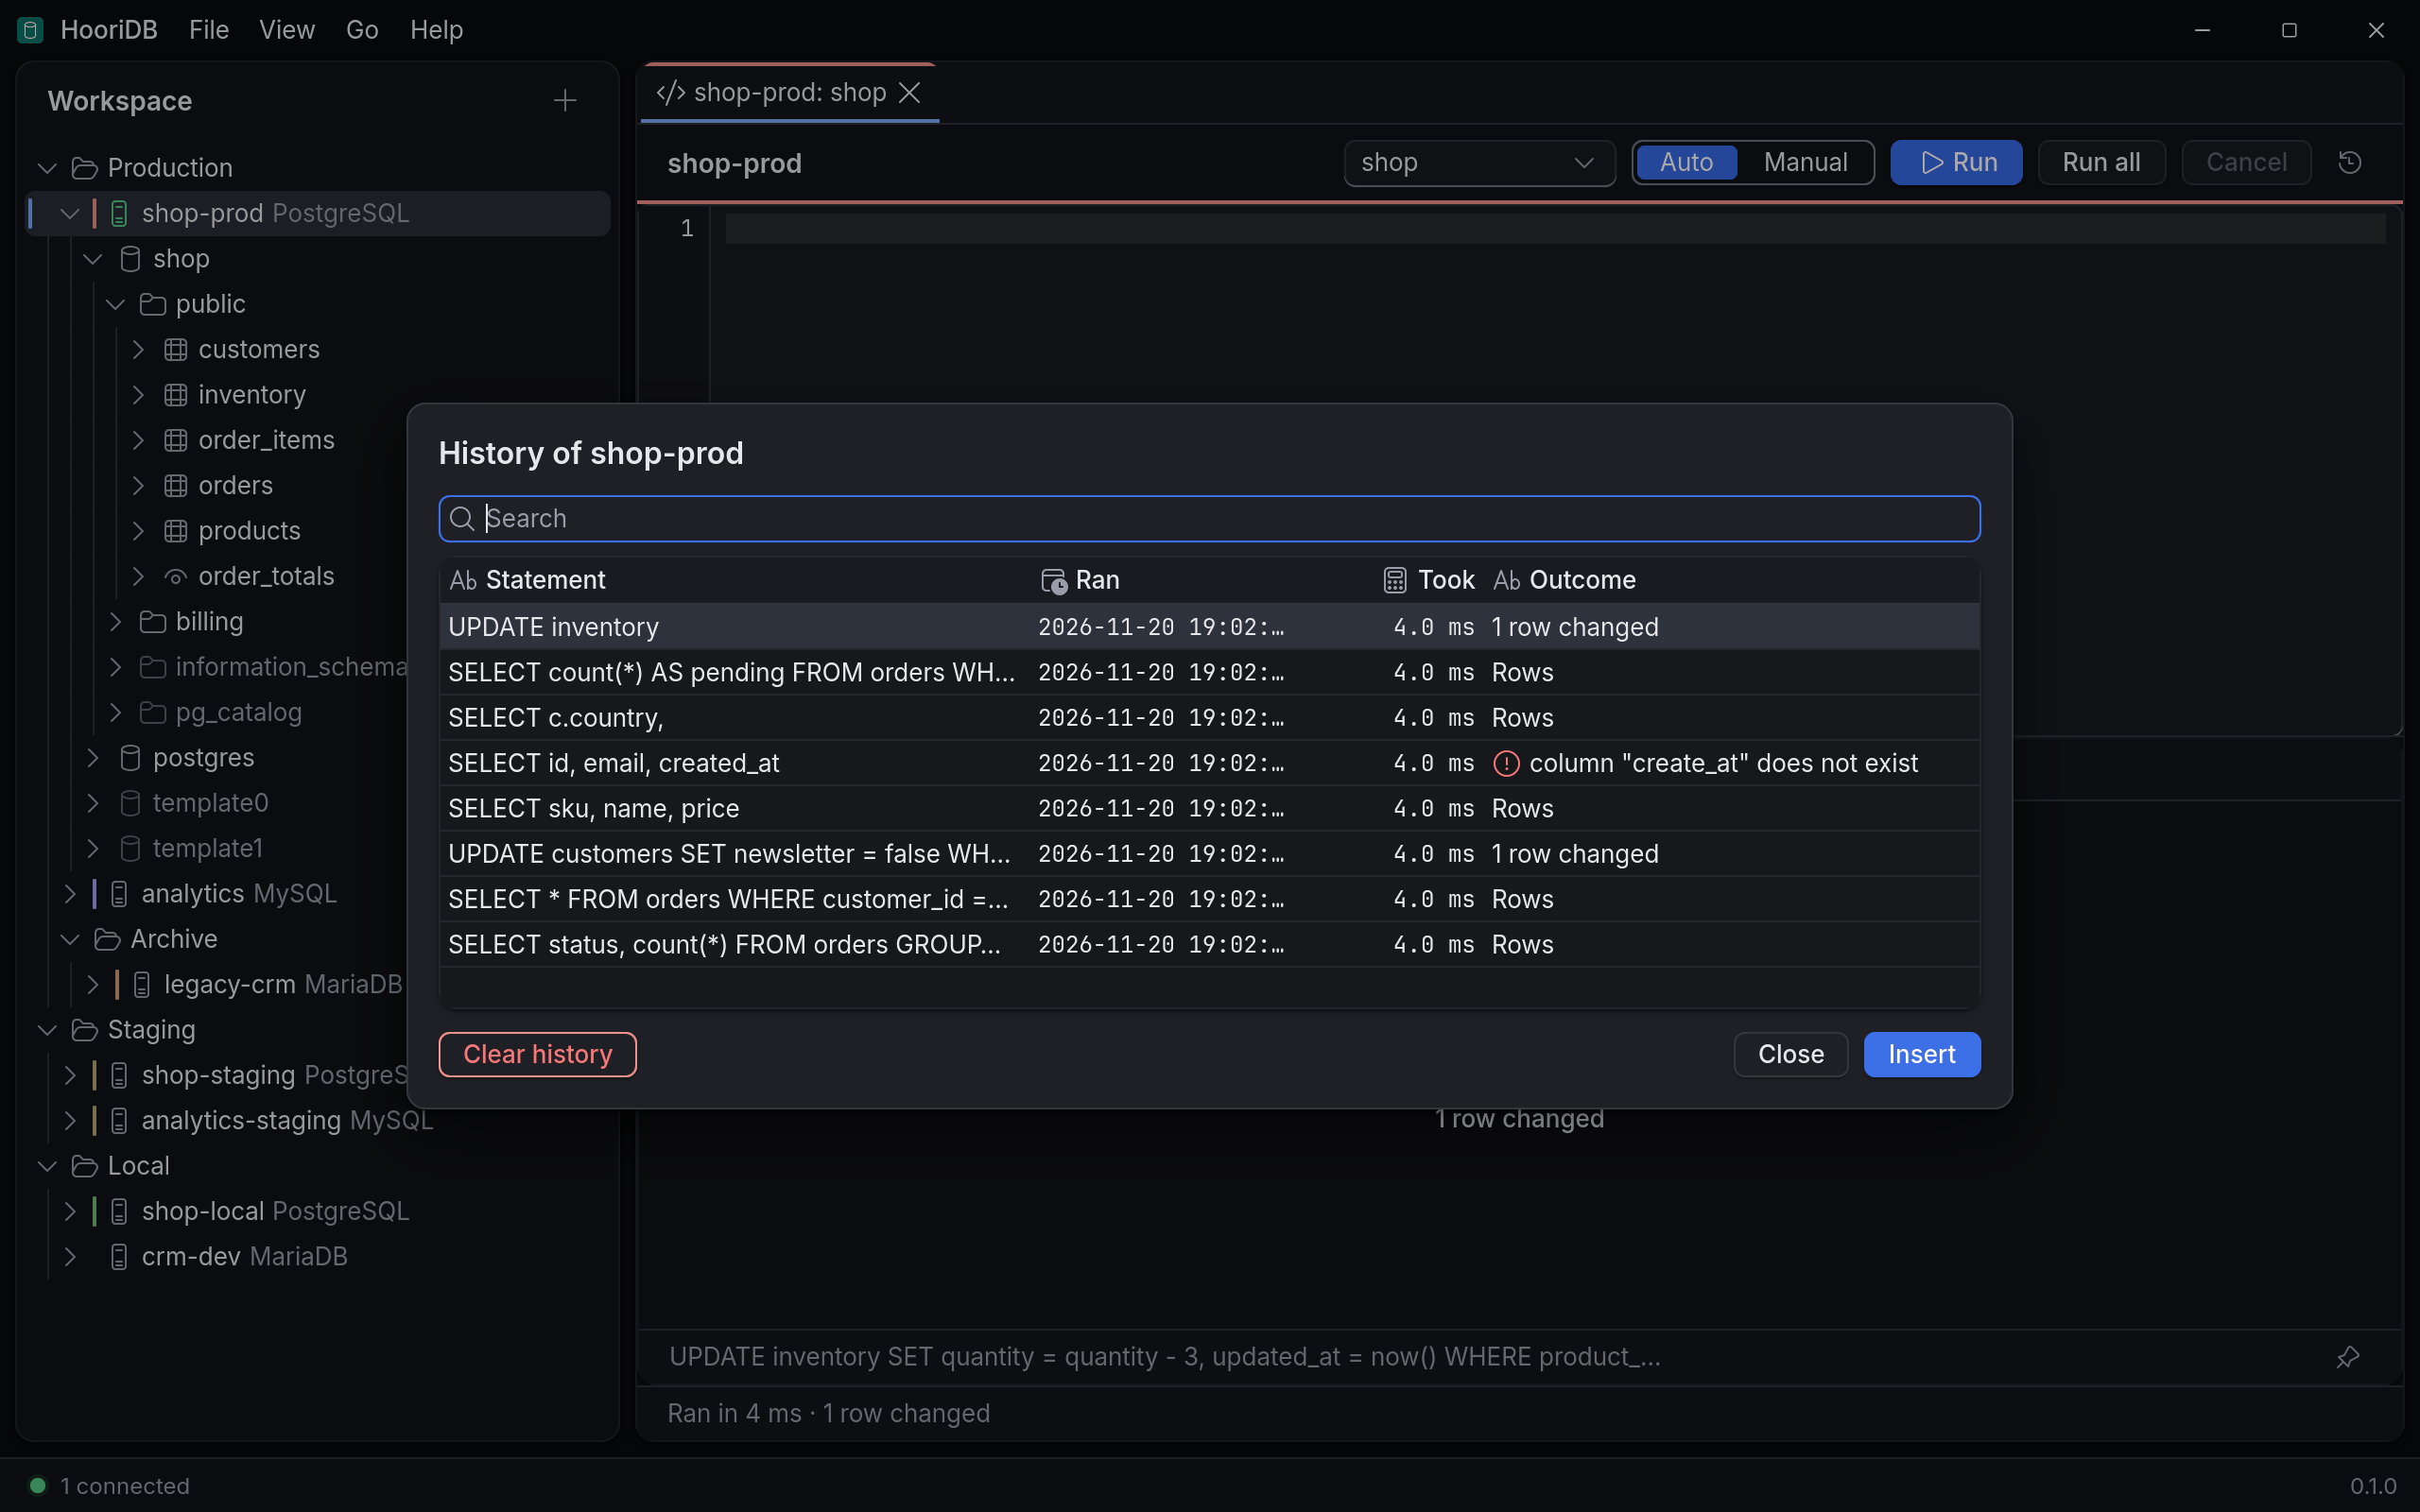 HooriDB File View Go Help
Workspace
Production
shop-prod PostgreSQL
shop
public
customers
inventory
order_items
orders
products
order_totals
billing
information_schema
pg_catalog
postgres
template0
template1
analytics MySQL
Archive
legacy-crm MariaDB
Staging
shop-staging PostgreS
analytics-staging MySQL
Local
shop-local PostgreSQL
crm-dev MariaDB
shop-prod: shop
shop-prod shop Auto Manual Run Run all Cancel
1
History of shop-prod
Search
Ab Statement Ran Took Ab Outcome
UPDATE inventory 2026-11-20 19:02:… 4.0 ms 1 row changed
SELECT count(*) AS pending FROM orders WH… 2026-11-20 19:02:… 4.0 ms Rows
SELECT c.country, 2026-11-20 19:02:… 4.0 ms Rows
SELECT id, email, created_at 2026-11-20 19:02:… 4.0 ms column "create_at" does not exist
SELECT sku, name, price 2026-11-20 19:02:… 4.0 ms Rows
UPDATE customers SET newsletter = false WH… 2026-11-20 19:02:… 4.0 ms 1 row changed
SELECT * FROM orders WHERE customer_id =… 2026-11-20 19:02:… 4.0 ms Rows
SELECT status, count(*) FROM orders GROUP… 2026-11-20 19:02:… 4.0 ms Rows
Clear history Close Insert
1 row changed
UPDATE inventory SET quantity = quantity - 3, updated_at = now() WHERE product_…
Ran in 4 ms · 1 row changed
1 connected 0.1.0